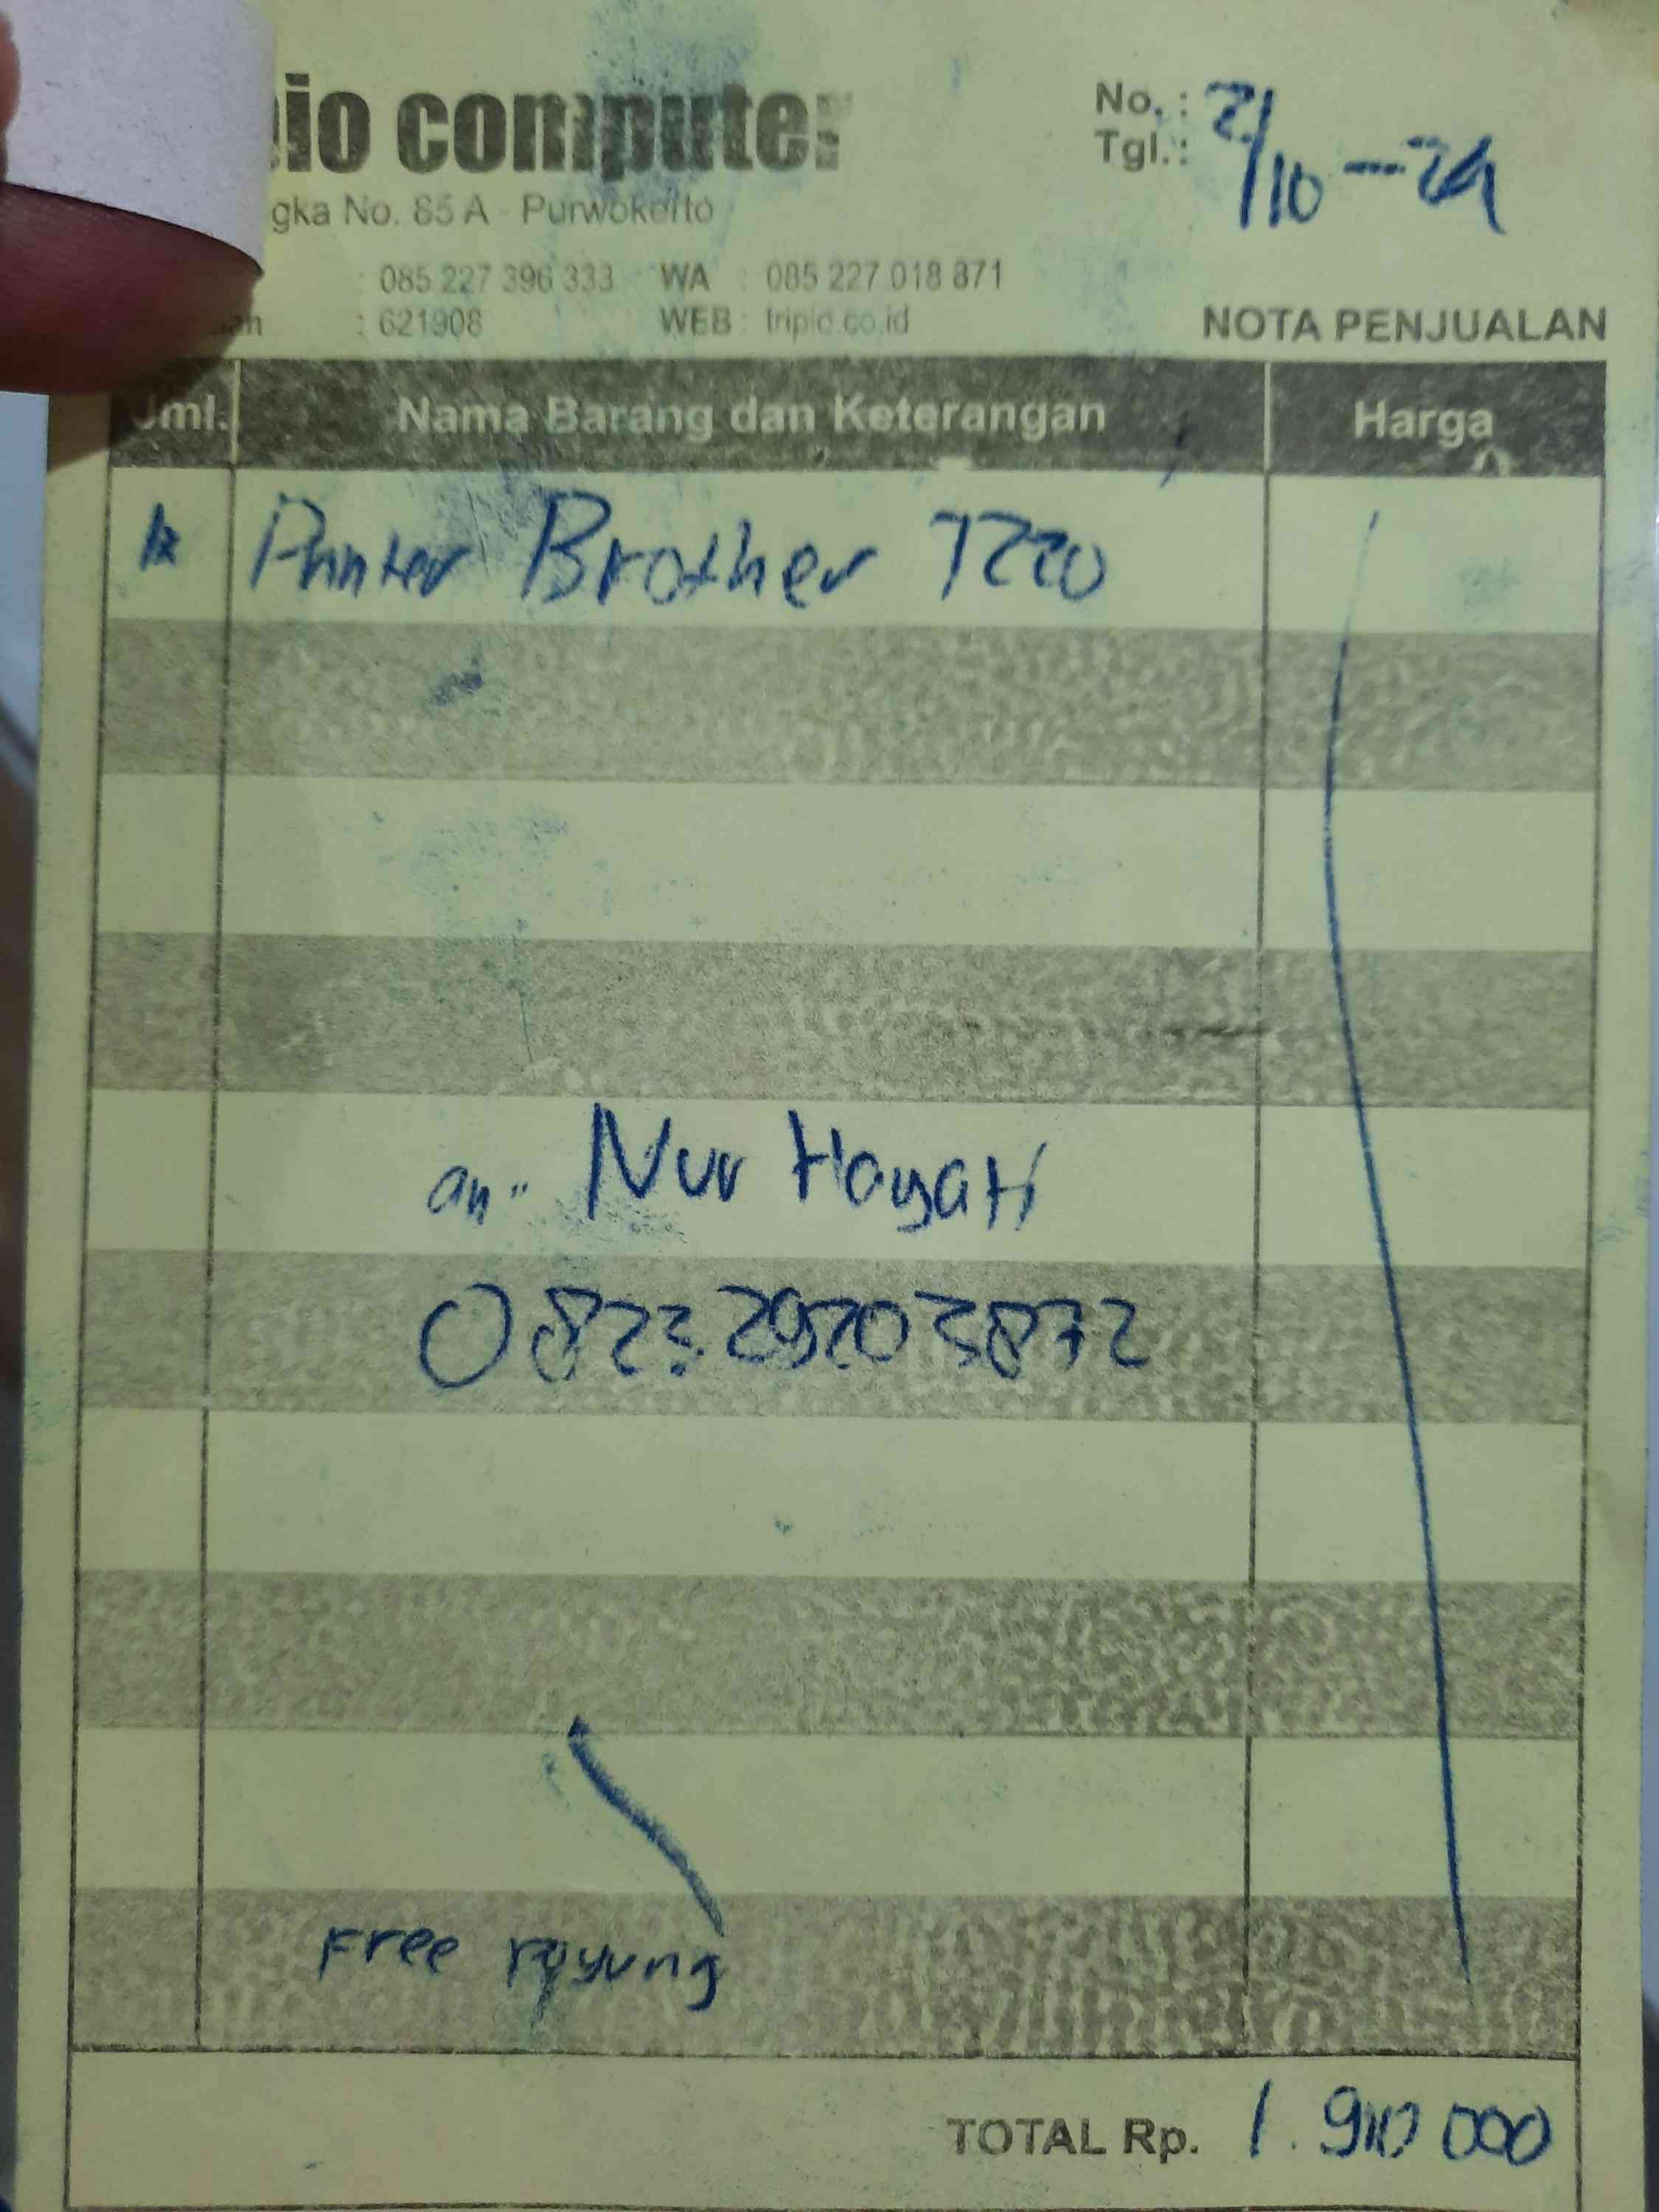 computer
No. :
Tgl. : 2/10-24
No. 85 A - Purwokerto
: 085 227 396 333 WA : 085 227 018 871
: 621908 WEB : tripio.co.id
NOTA PENJUALAN
Jml. Nama Barang dan Keterangan Harga
Printer Brother T220
an. Nur Hayati
082329203872
Free payung
TOTAL Rp. 1.910 000